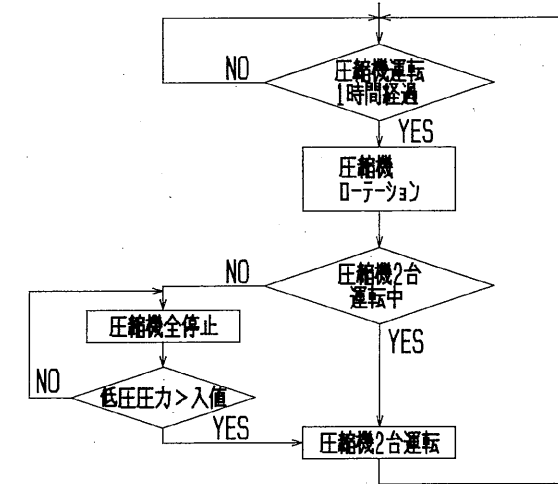 NO
圧縮機運転
1時間経過
YES
圧縮機
ローテーション
NO
圧縮機2台
運転中
圧縮機全停止
YES
NO
低圧圧力>入値
YES
圧縮機2台運転